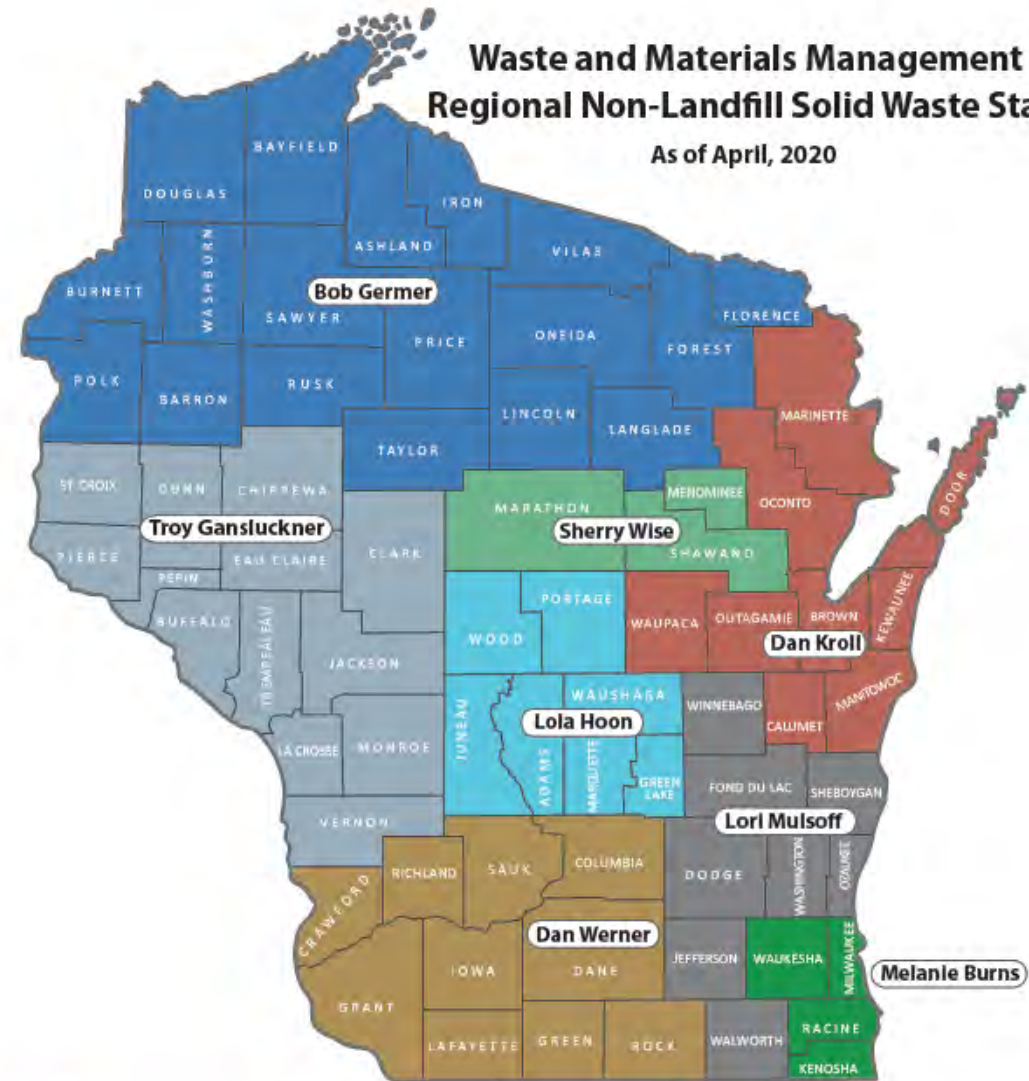 Waste and Materials Management
Regional Non-Landfill Solid Waste Sta
As of April, 2020
BAYFIELD
DOUGLAS
IRON
ASHLAND
VILAS
WASHBURN
BURNETT
Bob Germer
SAWYER
FLORENCE
PRICE
ONEIDA
FOREST
POLK
RUSK
BARRON
LINCOLN
MARINETTE
LANGLADE
TAYLOR
ST CROIX
DUNN
CHIPPEWA
MENOMINEE
OCONTO
DOOR
MARATHON
Troy Gansluckner
Sherry Wise
PIERCE
EAU CLAIRE
CLARK
SHAWANO
PEPIN
PORTAGE
BUFFALO
WAUPACA
OUTAGAMIE
BROWN
KEWAUNEE
WOOD
Dan Kroll
TREMPEALEAU
JACKSON
WAUSHARA
WINNEBAGO
MANITOWOC
Lola Hoon
CALUMET
JUNEAU
LA CROSSE
MONROE
ADAMS
MARQUETTE
GREEN
LAKE
FOND DU LAC
SHEBOYGAN
Lori Mulsoff
VERNON
RICHLAND
SAUK
COLUMBIA
DODGE
WASHINGTON
OZAUKEE
CRAWFORD
Dan Werner
JEFFERSON
WAUKESHA
MILWAUKEE
IOWA
DANE
Melanie Burns
GRANT
RACINE
LAFAYETTE
GREEN
ROCK
WALWORTH
KENOSHA